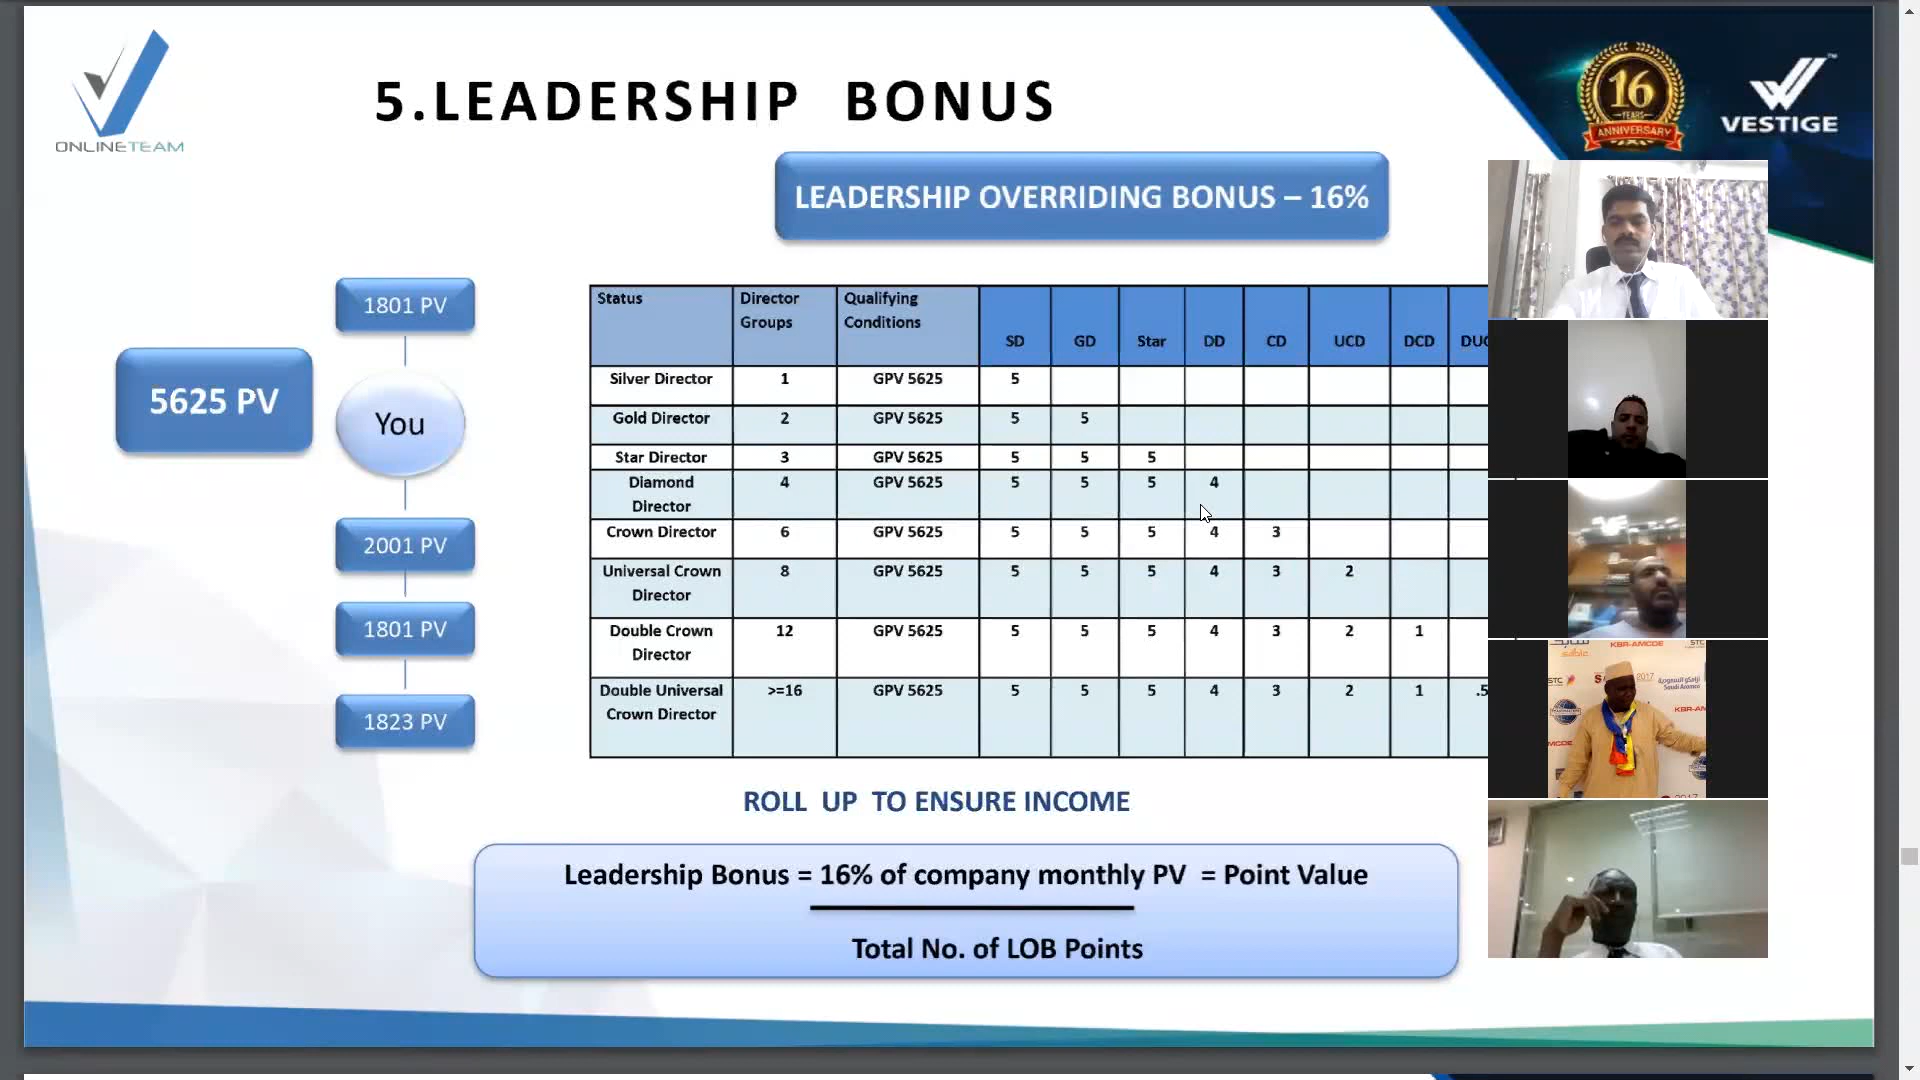 ONLINETEAM
5.LEADERSHIP BONUS
16
YEARS
ANNIVERSARY
VESTIGE
LEADERSHIP OVERRIDING BONUS – 16%
1801 PV
5625 PV
You
2001 PV
1801 PV
1823 PV
Status Director Groups Qualifying Conditions SD GD Star DD CD UCD DCD
Silver Director 1 GPV 5625 5
Gold Director 2 GPV 5625 5 5
Star Director 3 GPV 5625 5 5 5
Diamond Director 4 GPV 5625 5 5 5 4
Crown Director 6 GPV 5625 5 5 5 4 3
Universal Crown Director 8 GPV 5625 5 5 5 4 3 2
Double Crown Director 12 GPV 5625 5 5 5 4 3 2 1
Double Universal Crown Director >=16 GPV 5625 5 5 5 4 3 2 1 .5
ROLL UP TO ENSURE INCOME
Leadership Bonus = 16% of company monthly PV = Point Value
Total No. of LOB Points
KBR-AMCDE
STC
2017
Saudi Aramco